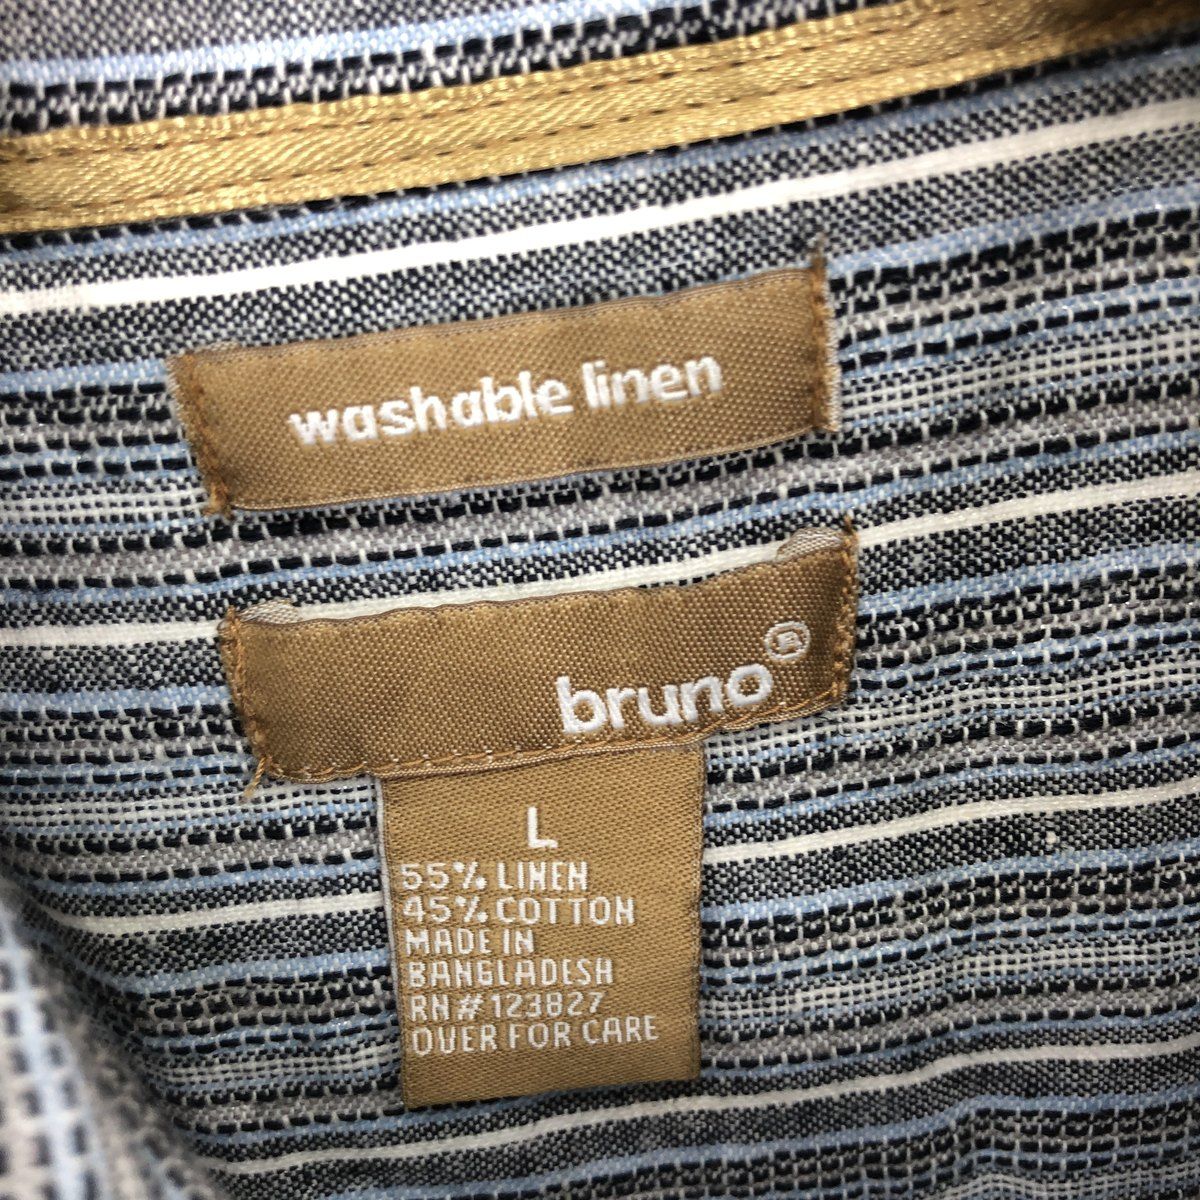 washable linen
bruno®
L
55% LINEN
45% COTTON
MADE IN
BANGLADESH
RN# 123827
OVER FOR CARE